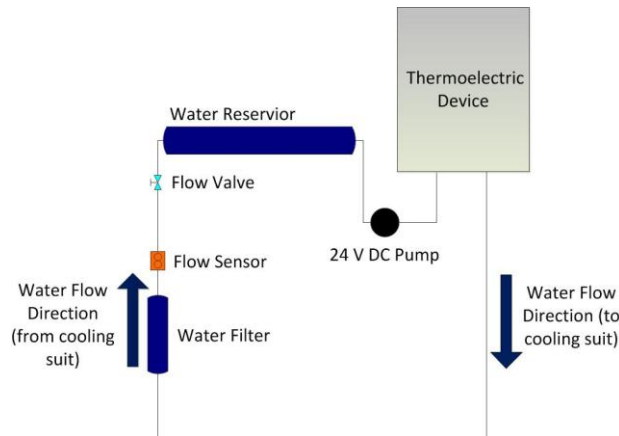 Thermoelectric
Device
Water Reservior
Flow Valve
24 V DC Pump
Flow Sensor
Water Flow
Direction
(from cooling
suit)
Water Filter
Water Flow
Direction (to
cooling suit)